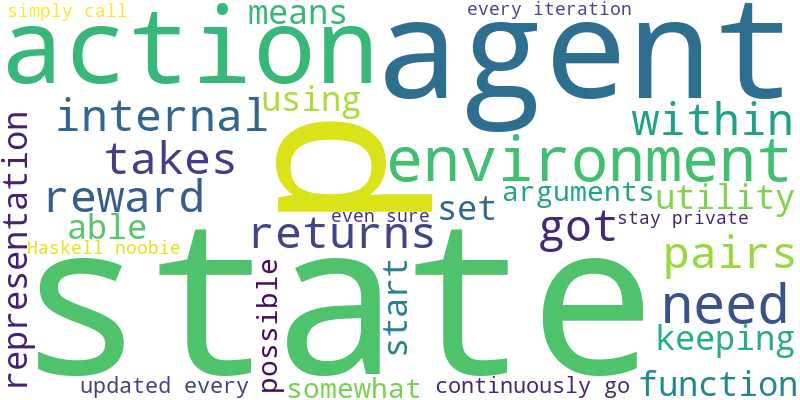 simply call
means
every iteration
action
agent
using
internal
within
takes
p
environment
reward
arguments
utility
set
able
even sure
got
stay private
returns
Haskell noobie
representation
state
pairs
possible
start
need
keeping
updated every
somewhat
continuously go
function